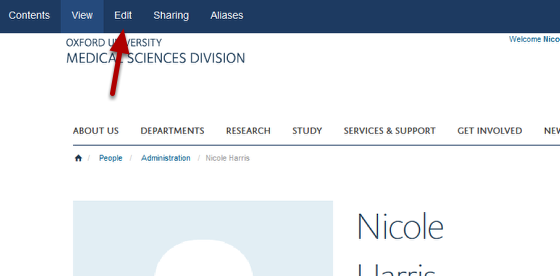 Contents View Edit Sharing Aliases
Welcome Nico
OXFORD UNIVERSITY
MEDICAL SCIENCES DIVISION
ABOUT US DEPARTMENTS RESEARCH STUDY SERVICES & SUPPORT GET INVOLVED NEW
People / Administration / Nicole Harris
Nicole
Harris